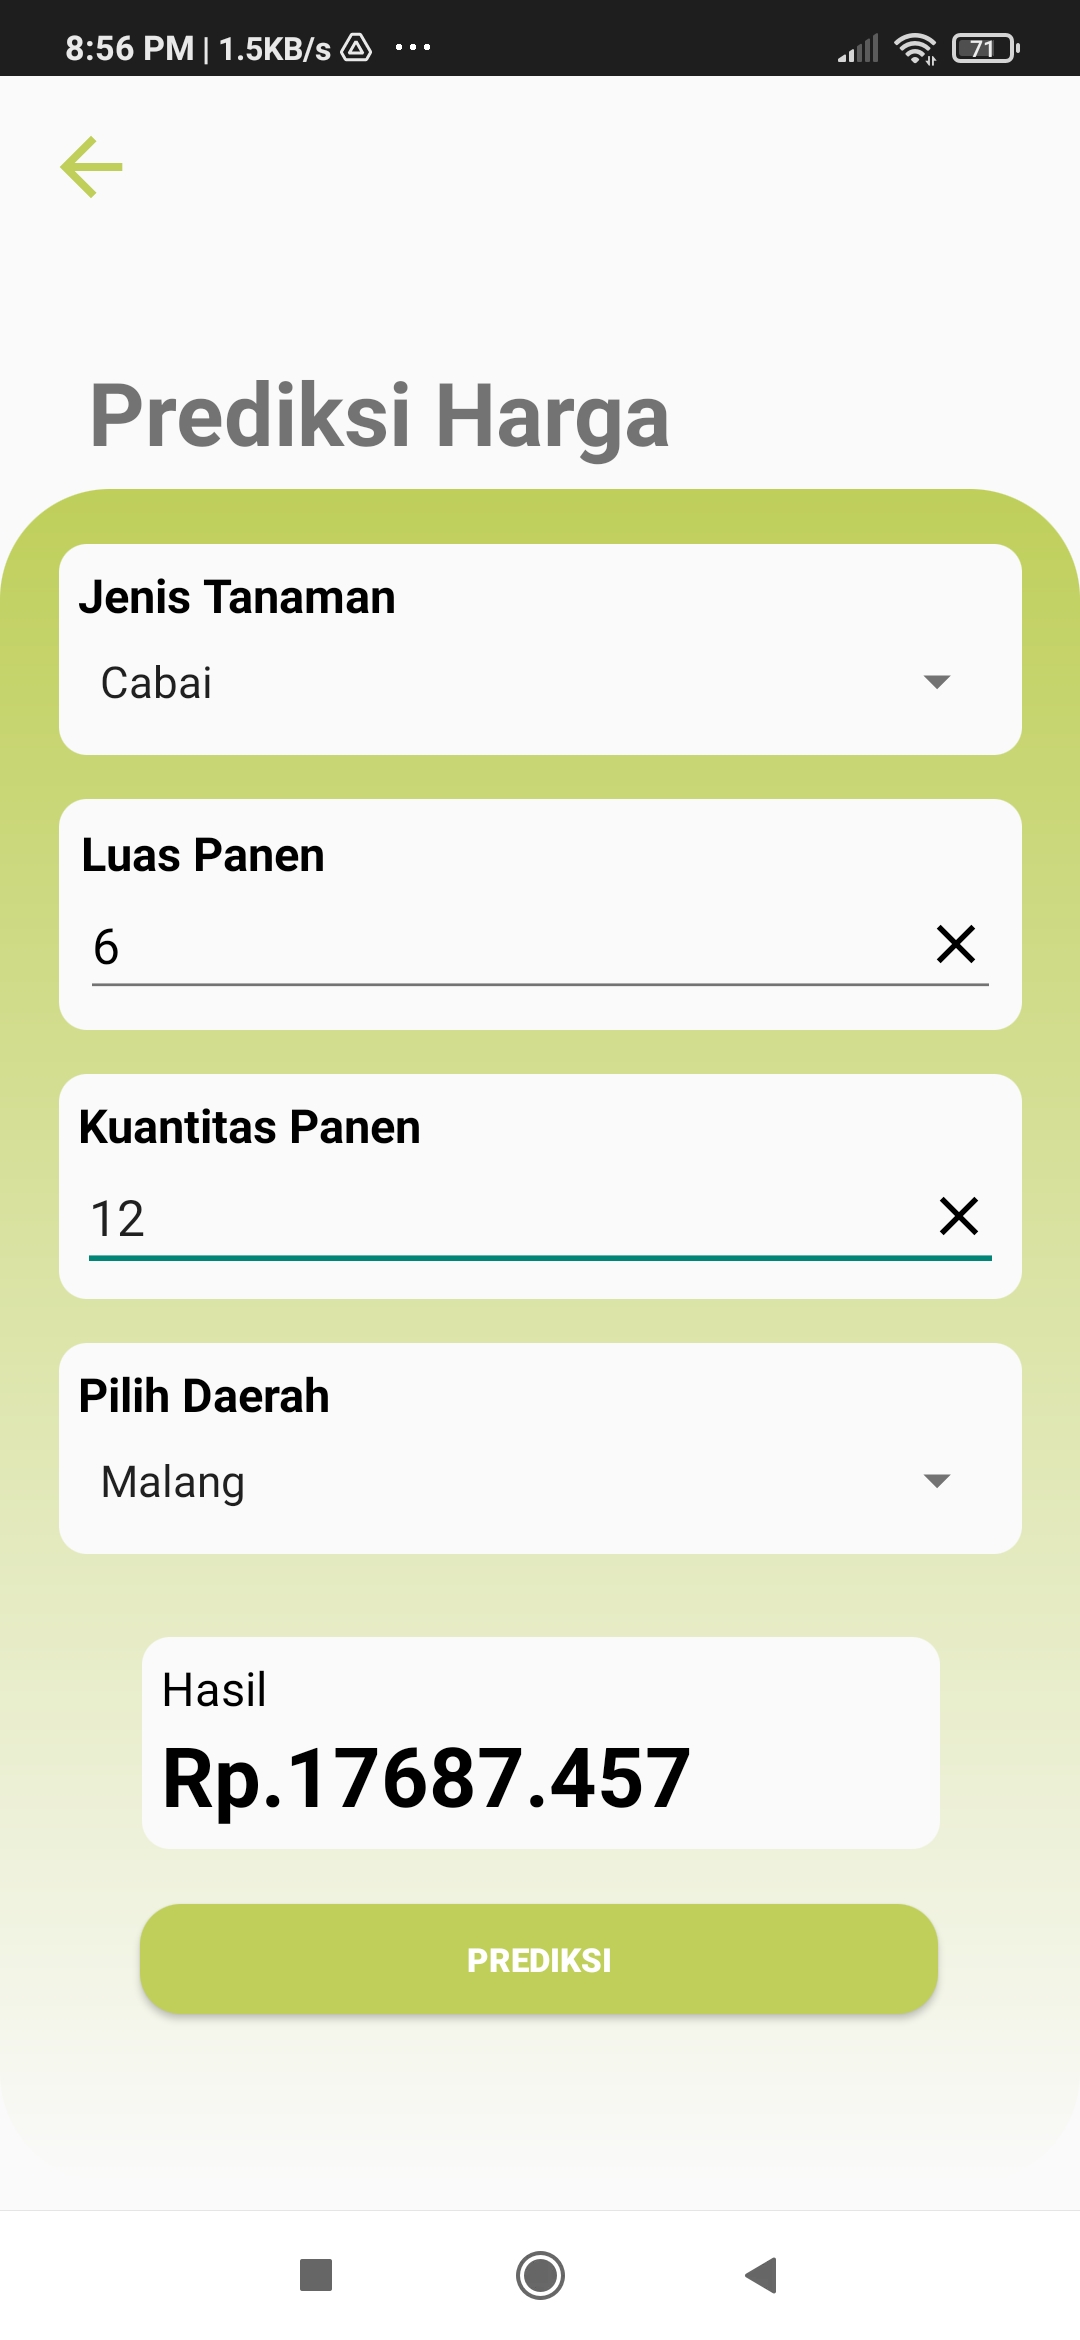 8:56 PM | 1.5KB/s ... 71
Prediksi Harga
Jenis Tanaman
Cabai
Luas Panen
6
Kuantitas Panen
12
Pilih Daerah
Malang
Hasil
Rp.17687.457
PREDIKSI